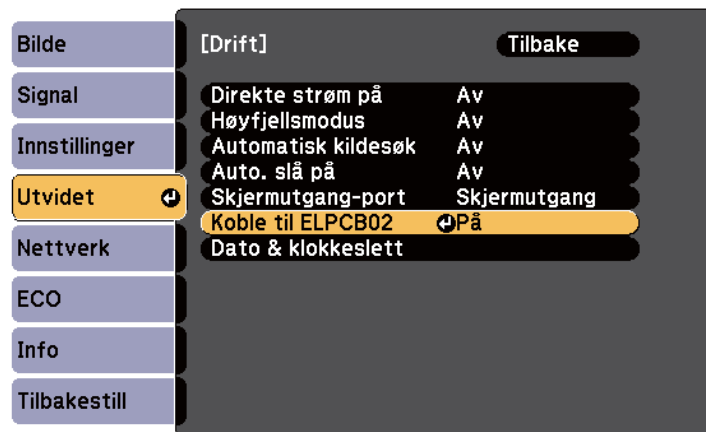 Bilde
Signal
Innstillinger
Utvidet
Nettverk
ECO
Info
Tilbakestill
[Drift] Tilbake
Direkte strøm på Av
Høyfjellsmodus Av
Automatisk kildesøk Av
Auto. slå på Av
Skjermutgang-port Skjermutgang
Koble til ELPCB02 På
Dato & klokkeslett